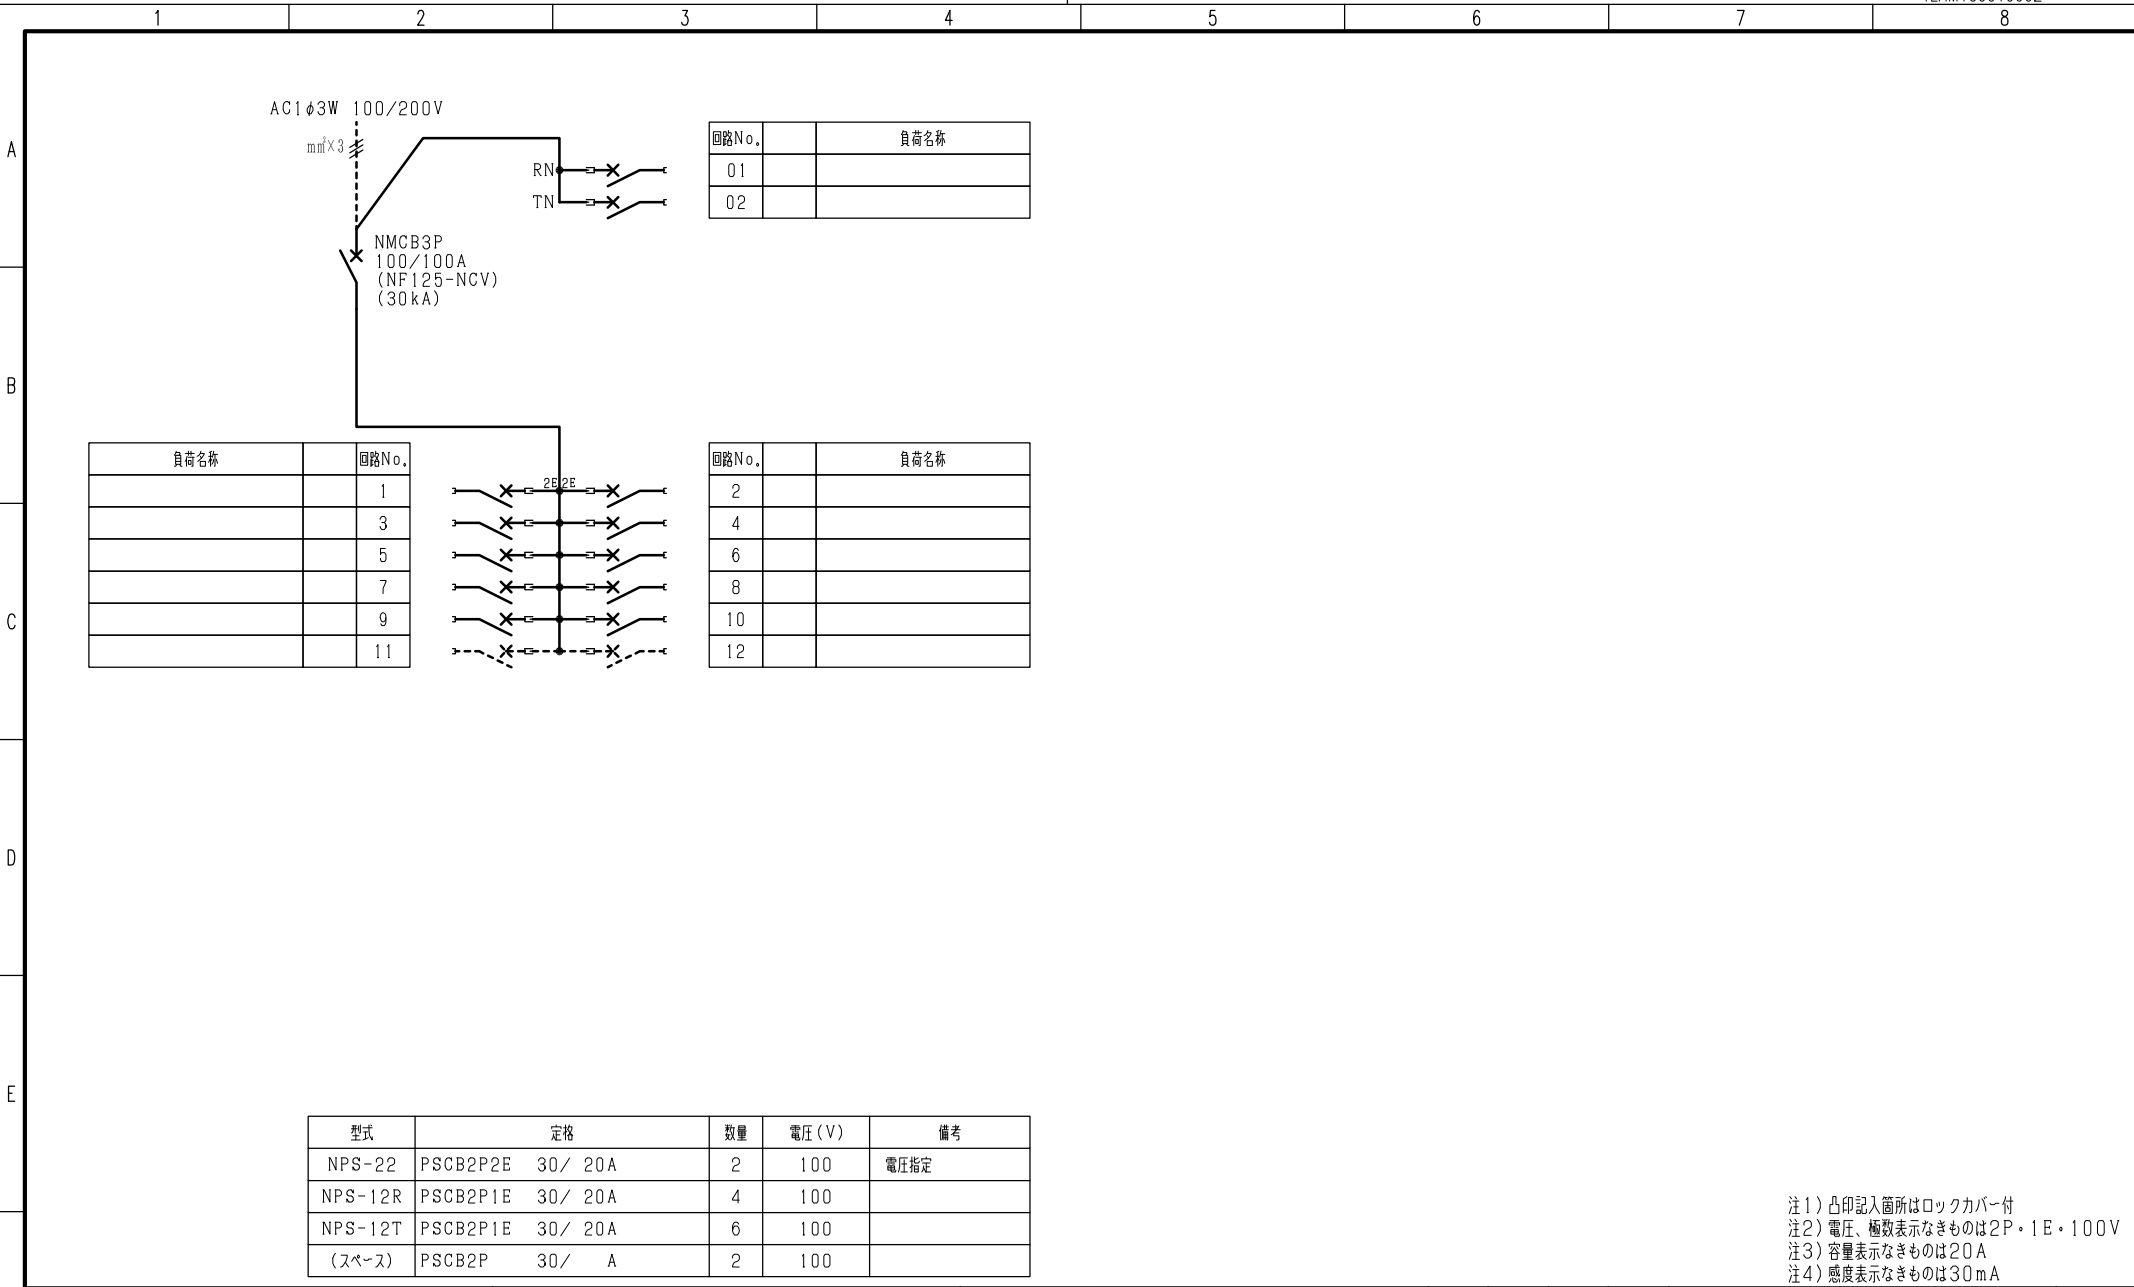 1 2 3 4 5 6 7 8
A
B
C
D
E
AC1φ3W 100/200V
mm²×3
RN
TN
回路No. 負荷名称
01
02
NMCB3P
100/100A
(NF125-NCV)
(30kA)
負荷名称 回路No.
1
3
5
7
9
11
2E 2E
回路No. 負荷名称
2
4
6
8
10
12
型式 定格 数量 電圧(V) 備考
NPS-22 PSCB2P2E 30/ 20A 2 100 電圧指定
NPS-12R PSCB2P1E 30/ 20A 4 100
NPS-12T PSCB2P1E 30/ 20A 6 100
(スペース) PSCB2P 30/ A 2 100
注1)凸印記入箇所はロックカバー付
注2)電圧、極数表示なきものは2P・1E・100V
注3)容量表示なきものは20A
注4)感度表示なきものは30mA